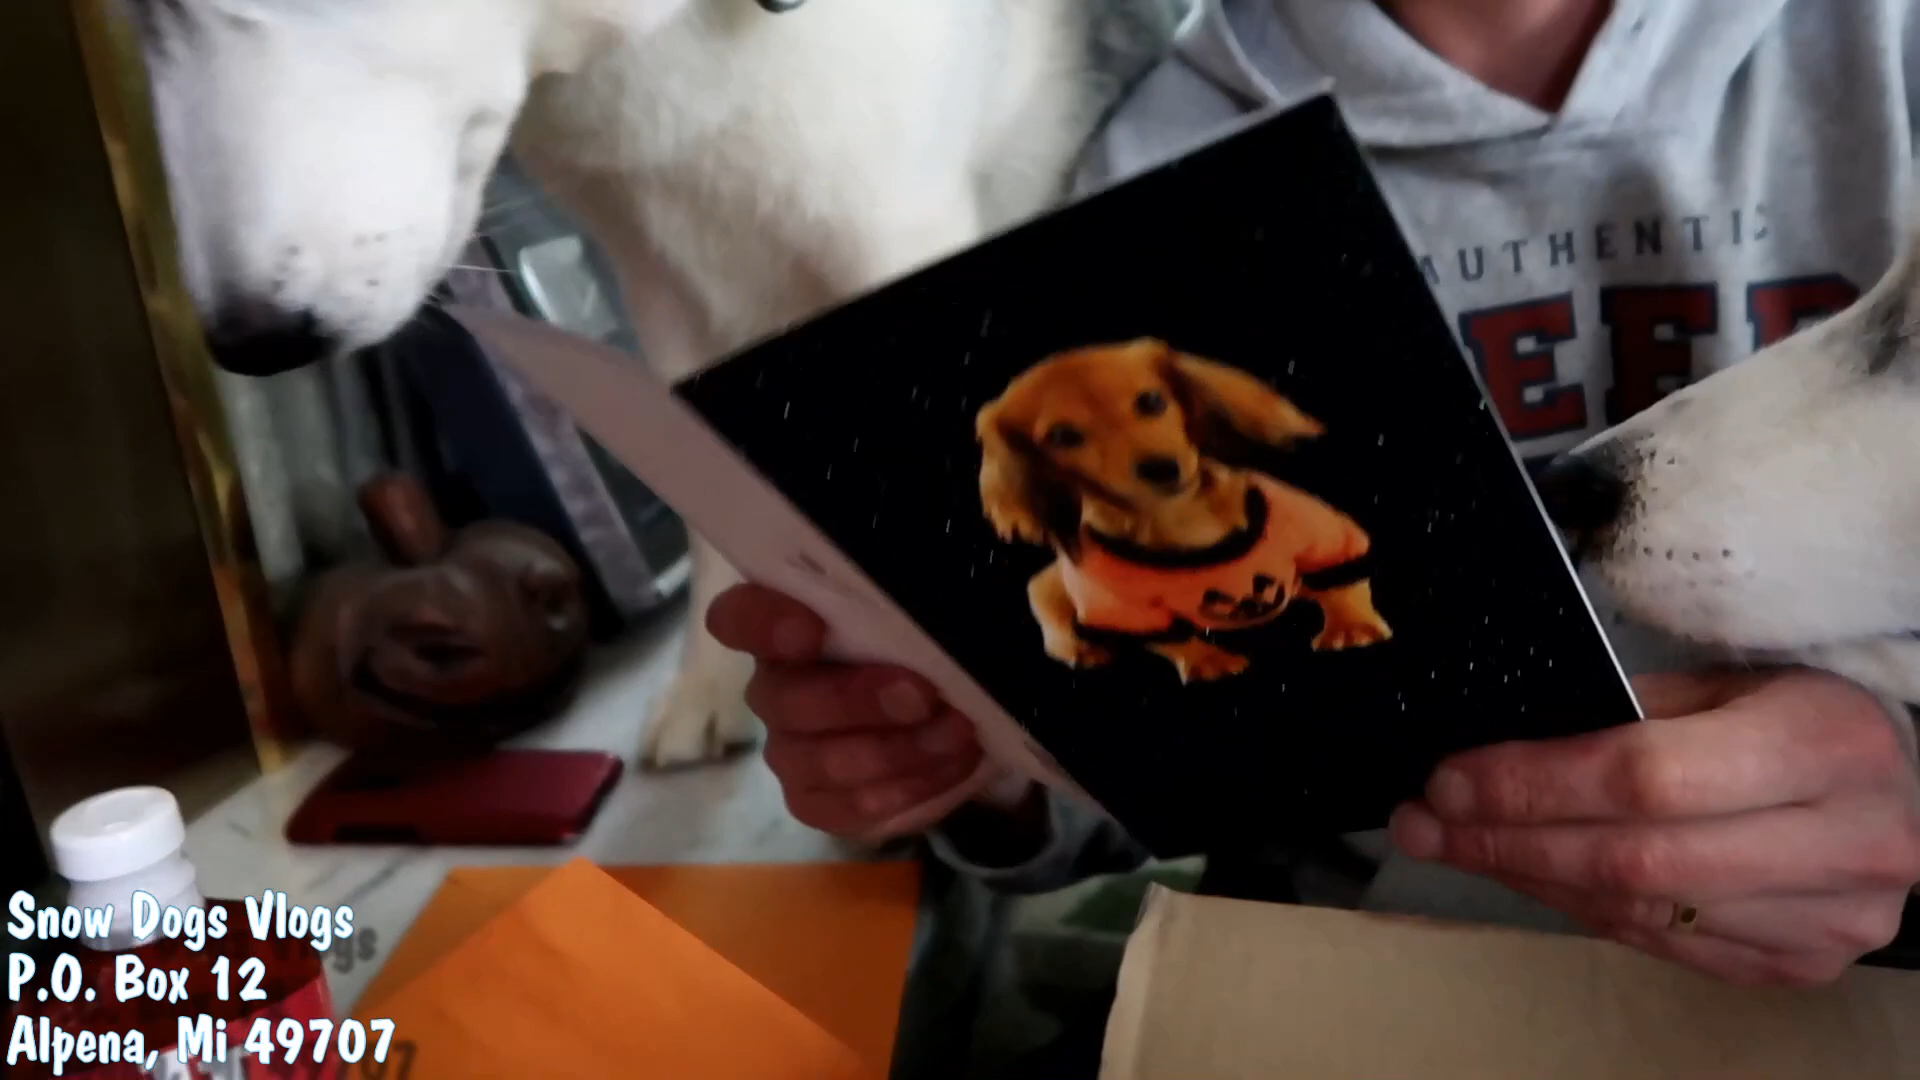 AUTHENTIC
Snow Dogs Vlogs
P.O. Box 12
Alpena, Mi 49707